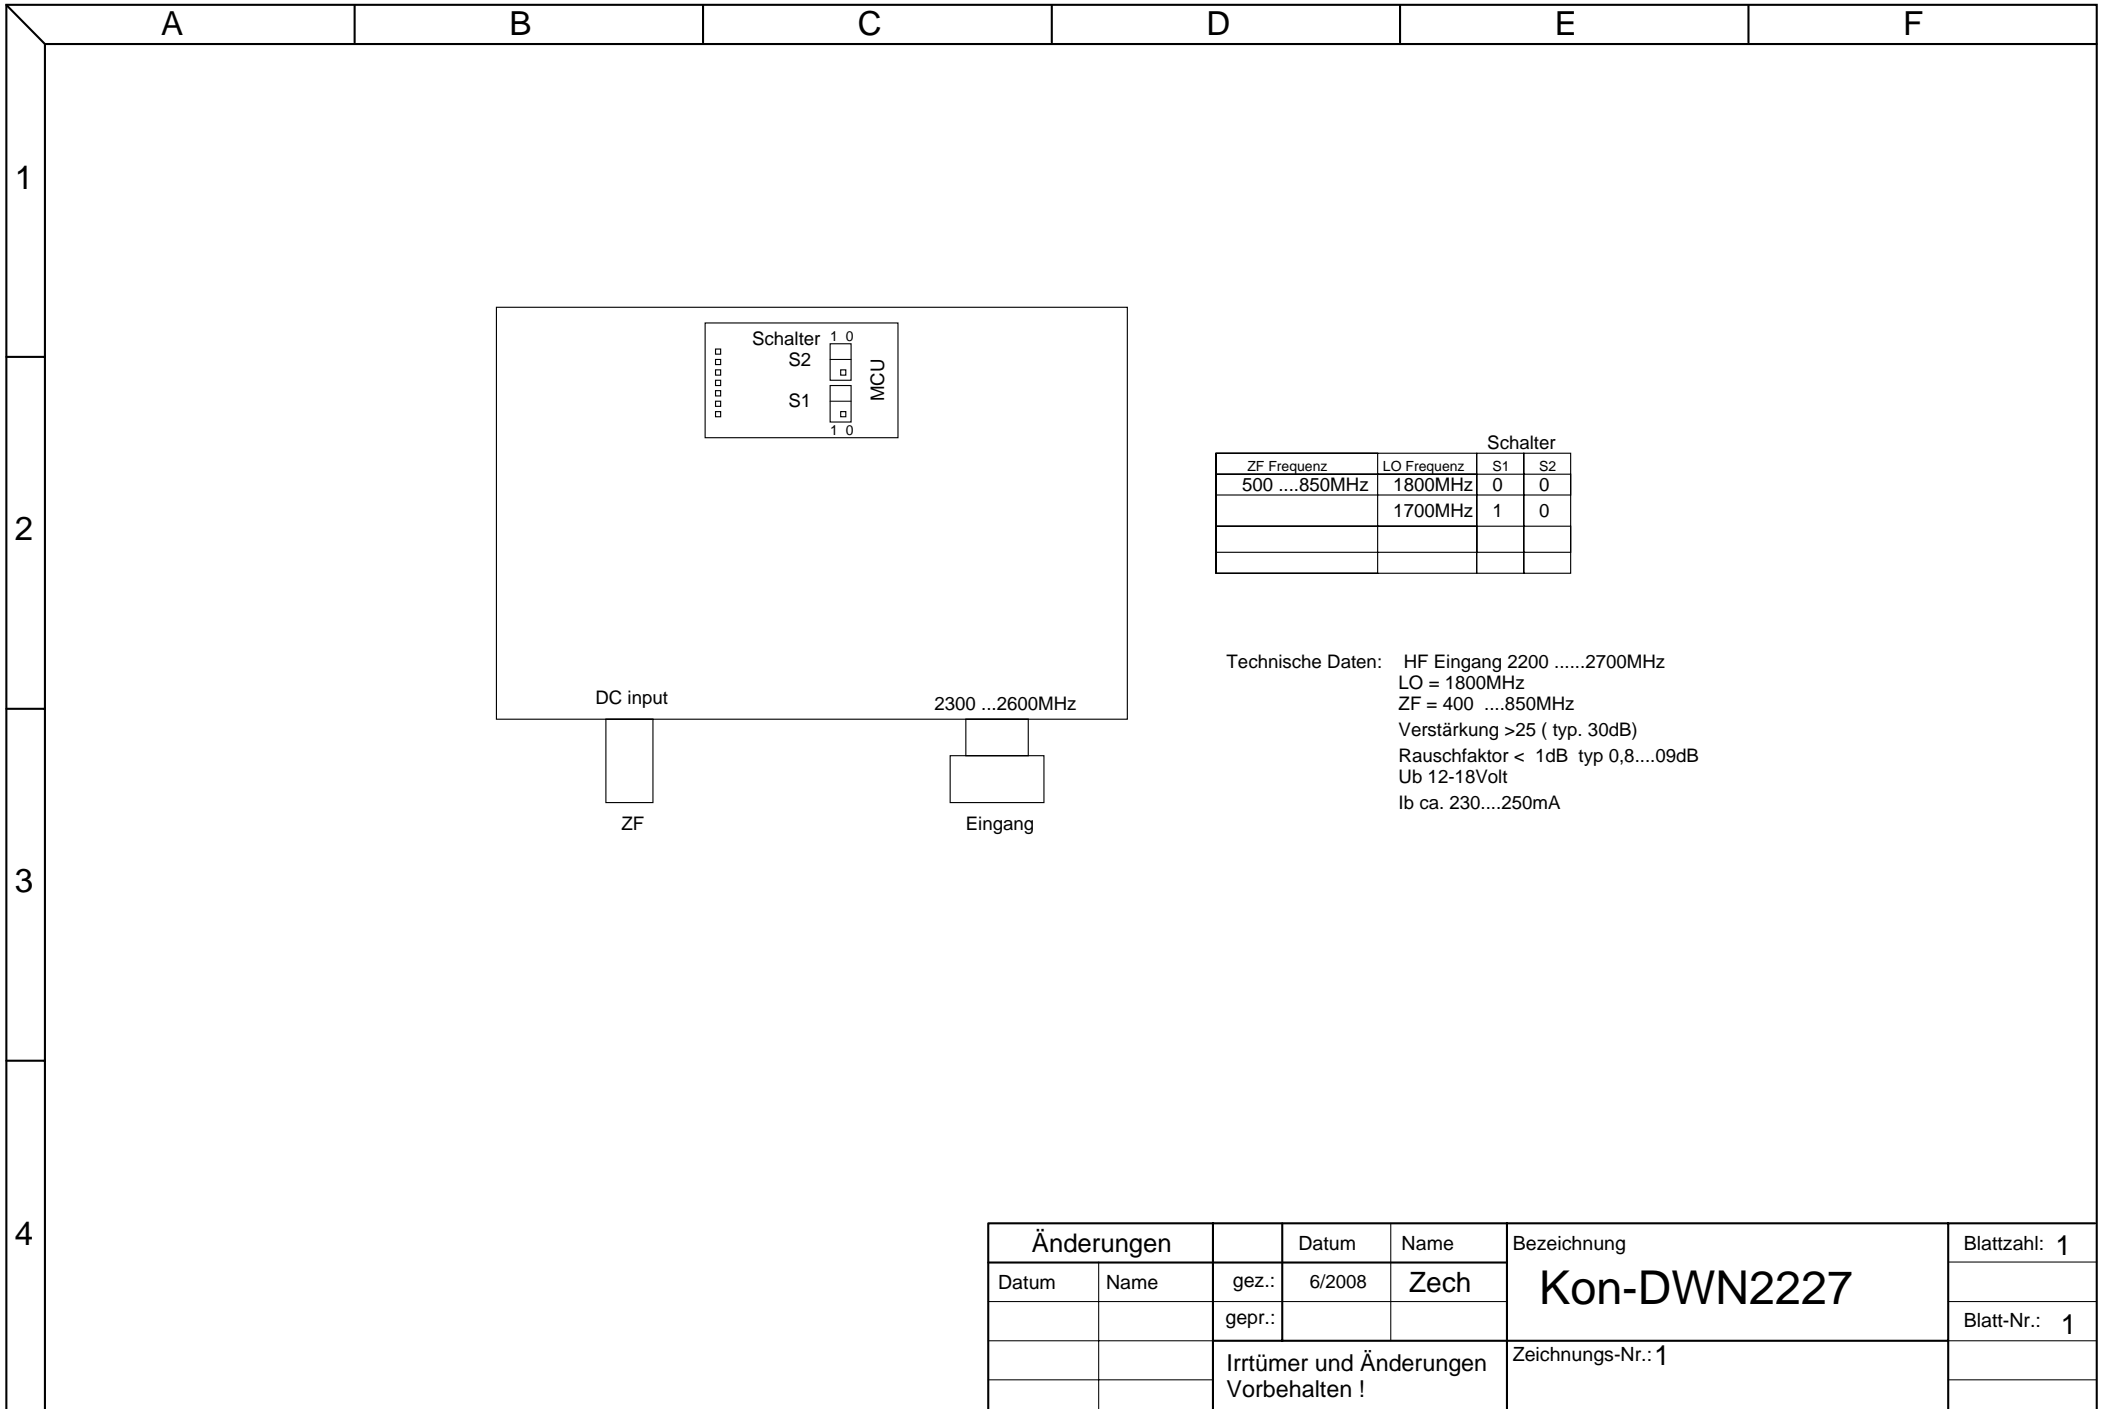 A B C D E F
1
2
3
4
Schalter 1 0
S2
S1
1 0
MCU
DC input
2300 ...2600MHz
ZF
Eingang
Schalter
ZF Frequenz LO Frequenz S1 S2
500 ....850MHz 1800MHz 0 0
1700MHz 1 0
Technische Daten: HF Eingang 2200 ......2700MHz
LO = 1800MHz
ZF = 400 ....850MHz
Verstärkung >25 ( typ. 30dB)
Rauschfaktor < 1dB typ 0,8....09dB
Ub 12-18Volt
Ib ca. 230....250mA
Änderungen Datum Name Bezeichnung Blattzahl: 1
Datum Name gez.: 6/2008 Zech Kon-DWN2227
gepr.: Blatt-Nr.: 1
Irrtümer und Änderungen Zeichnungs-Nr.: 1
Vorbehalten !